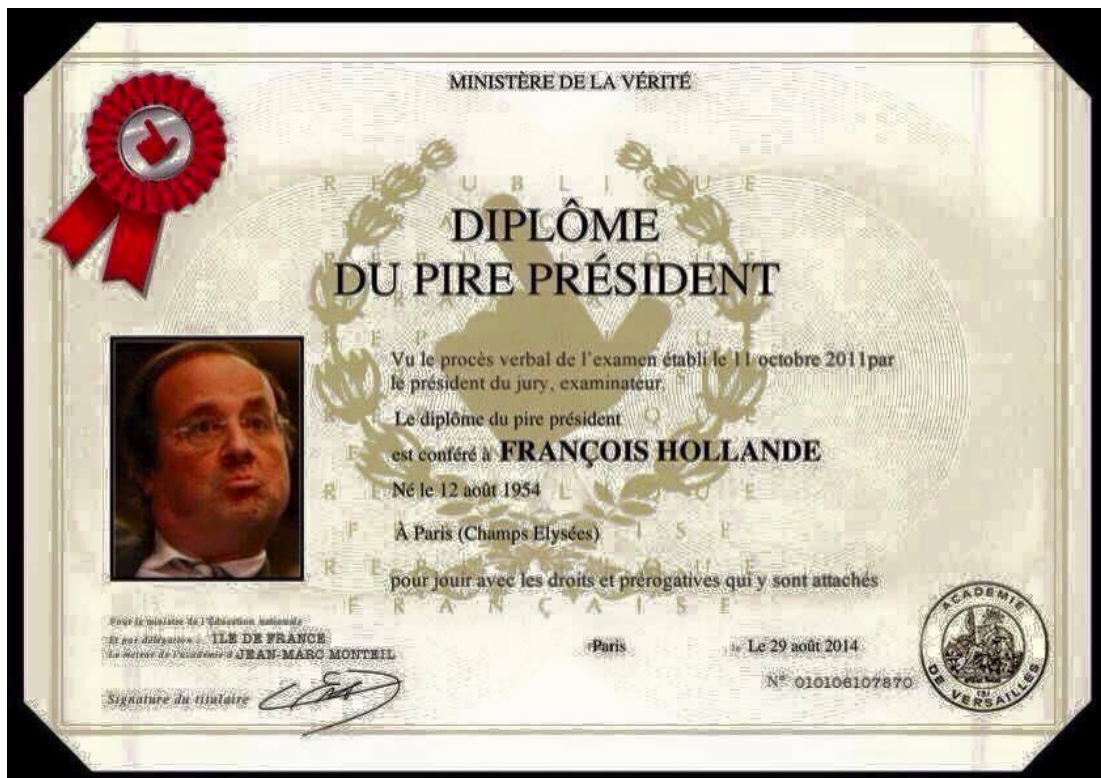 MINISTÈRE DE LA VÉRITÉ
RÉPUBLIQUE
DIPLÔME
DU PIRE PRÉSIDENT
Vu le procès verbal de l'examen établi le 11 octobre 2011par
le président du jury, examinateur.
Le diplôme du pire président
est conféré à FRANÇOIS HOLLANDE
Né le 12 août 1954
À Paris (Champs Elysées)
pour jouir avec les droits et prérogatives qui y sont attachés
FRANÇAISE
Pour le ministre de l'Éducation nationale
Et par délégation : ILE DE FRANCE
Le recteur de l'académie d JEAN-MARC MONTEIL
Signature du titulaire
Paris le Le 29 août 2014
N° 010106107870
ACADEMIE
DE VERSAILLES